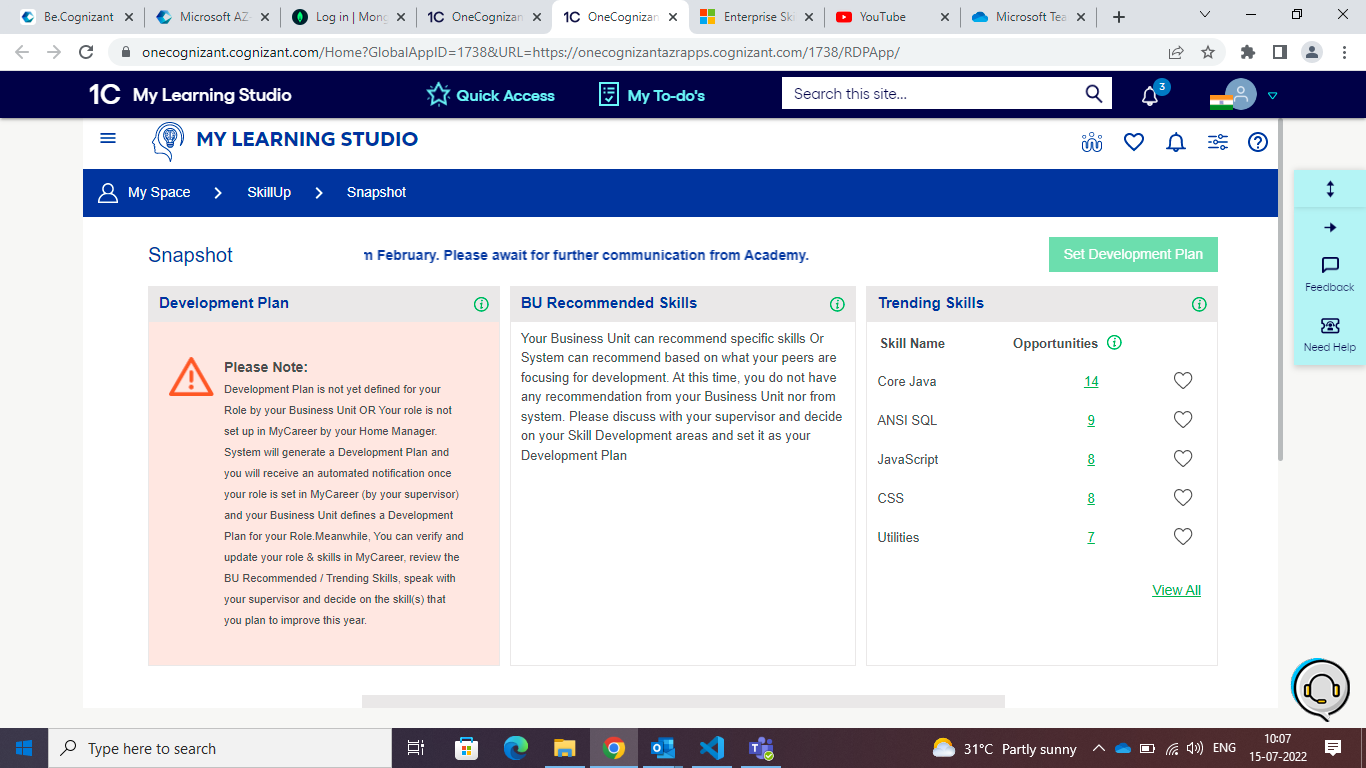 Be.Cognizant
Microsoft AZ-
Log in | Mong
OneCognizan
OneCognizan
Enterprise Ski
YouTube
Microsoft Tea
onecognizant.cognizant.com/Home?GlobalAppID=1738&URL=https://onecognizantazrapps.cognizant.com/1738/RDPApp/
1C My Learning Studio
Quick Access
My To-do's
Search this site...
3
MY LEARNING STUDIO
My Space
SkillUp
Snapshot
Snapshot
m February. Please await for further communication from Academy.
Set Development Plan
Development Plan
Please Note:
Development Plan is not yet defined for your
Role by your Business Unit OR Your role is not
set up in MyCareer by your Home Manager.
System will generate a Development Plan and
you will receive an automated notification once
your role is set in MyCareer (by your supervisor)
and your Business Unit defines a Development
Plan for your Role.Meanwhile, You can verify and
update your role & skills in MyCareer, review the
BU Recommended / Trending Skills, speak with
your supervisor and decide on the skill(s) that
you plan to improve this year.
BU Recommended Skills
Your Business Unit can recommend specific skills Or
System can recommend based on what your peers are
focusing for development. At this time, you do not have
any recommendation from your Business Unit nor from
system. Please discuss with your supervisor and decide
on your Skill Development areas and set it as your
Development Plan
Trending Skills
Skill Name Opportunities
Core Java 14
ANSI SQL 9
JavaScript 8
CSS 8
Utilities 7
View All
Feedback
Need Help
Type here to search
31°C Partly sunny
ENG
10:07
15-07-2022